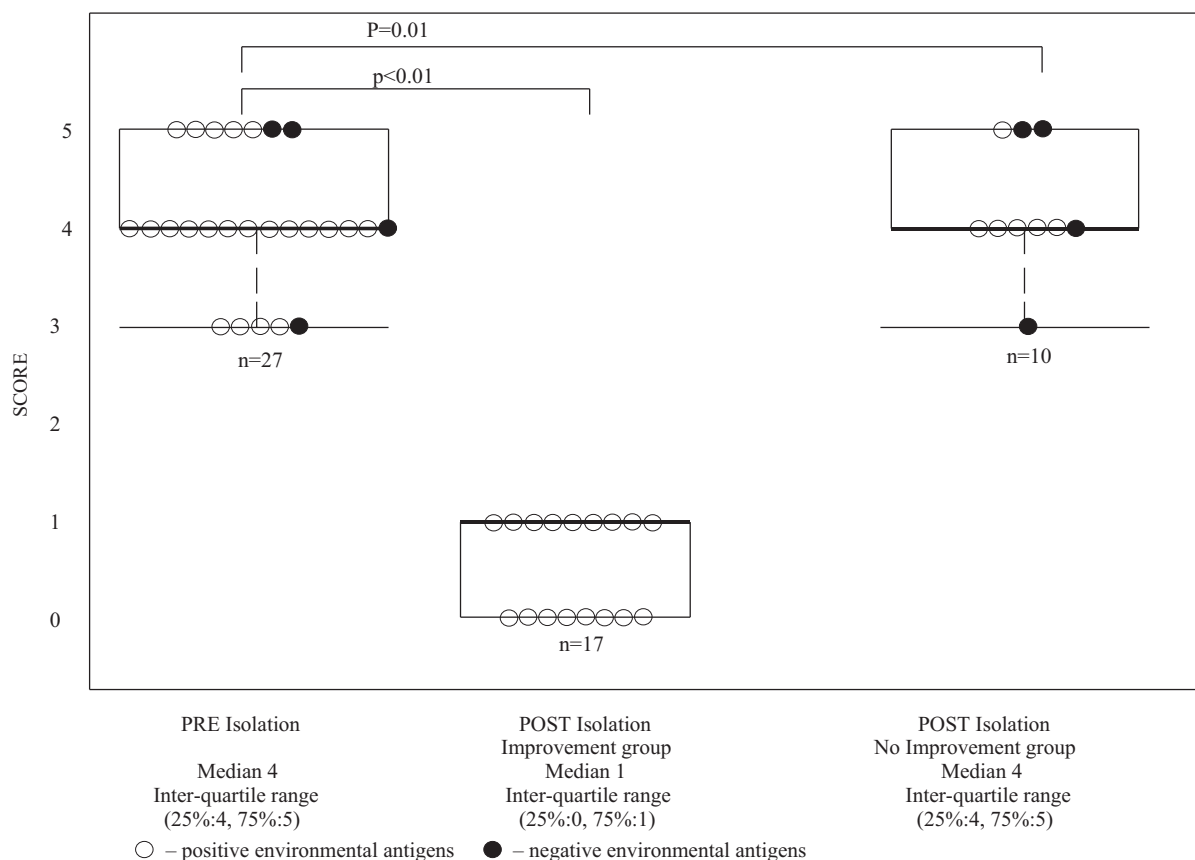 P=0.01
p<0.01
5
4
3
n=27
n=10
SCORE
2
1
0
n=17
PRE Isolation
POST Isolation
POST Isolation
Improvement group
No Improvement group
Median 4
Median 1
Median 4
Inter-quartile range
Inter-quartile range
Inter-quartile range
(25%:4, 75%:5)
(25%:0, 75%:1)
(25%:4, 75%:5)
– positive environmental antigens
– negative environmental antigens